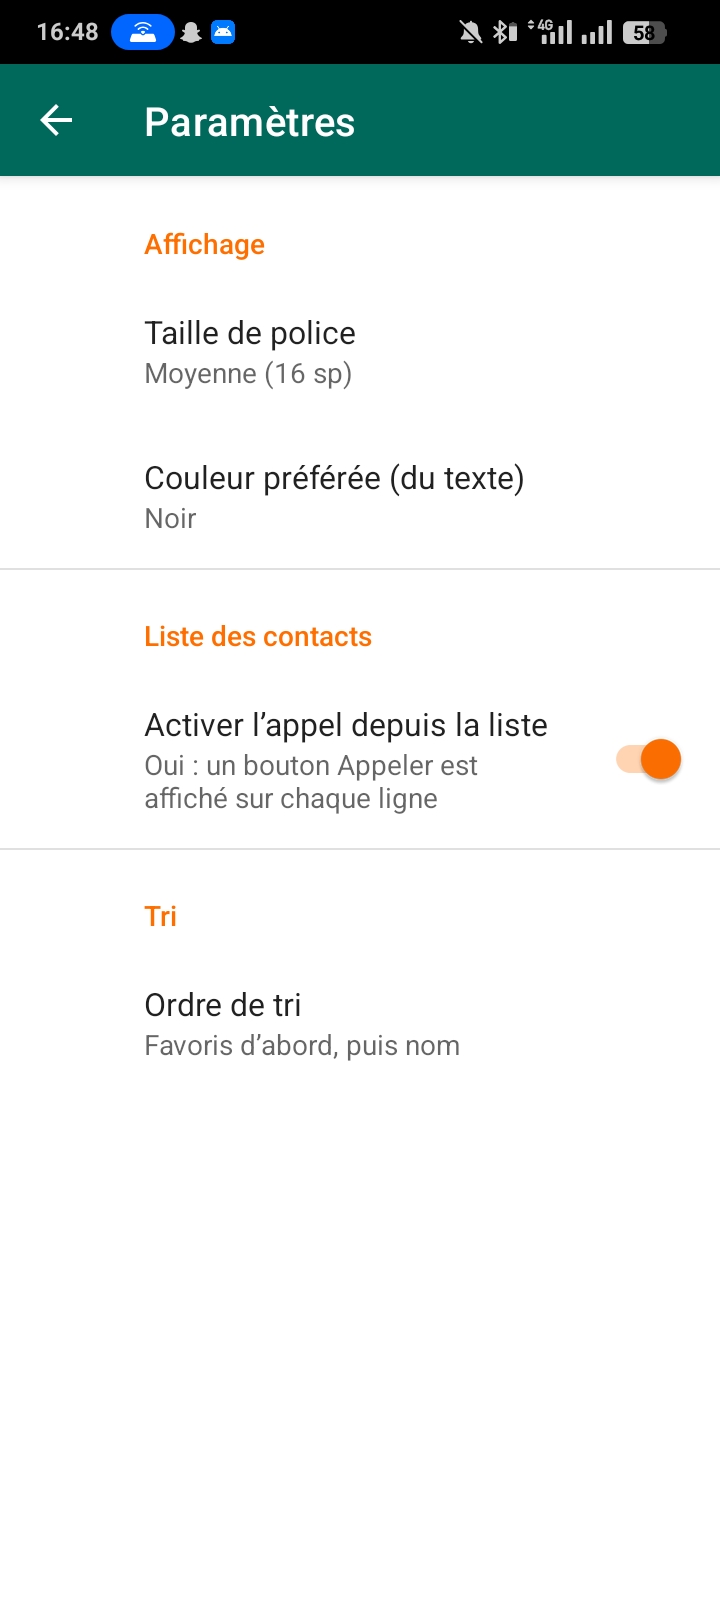 16:48
4G
58
Paramètres
Affichage
Taille de police
Moyenne (16 sp)
Couleur préférée (du texte)
Noir
Liste des contacts
Activer l’appel depuis la liste
Oui : un bouton Appeler est
affiché sur chaque ligne
Tri
Ordre de tri
Favoris d’abord, puis nom